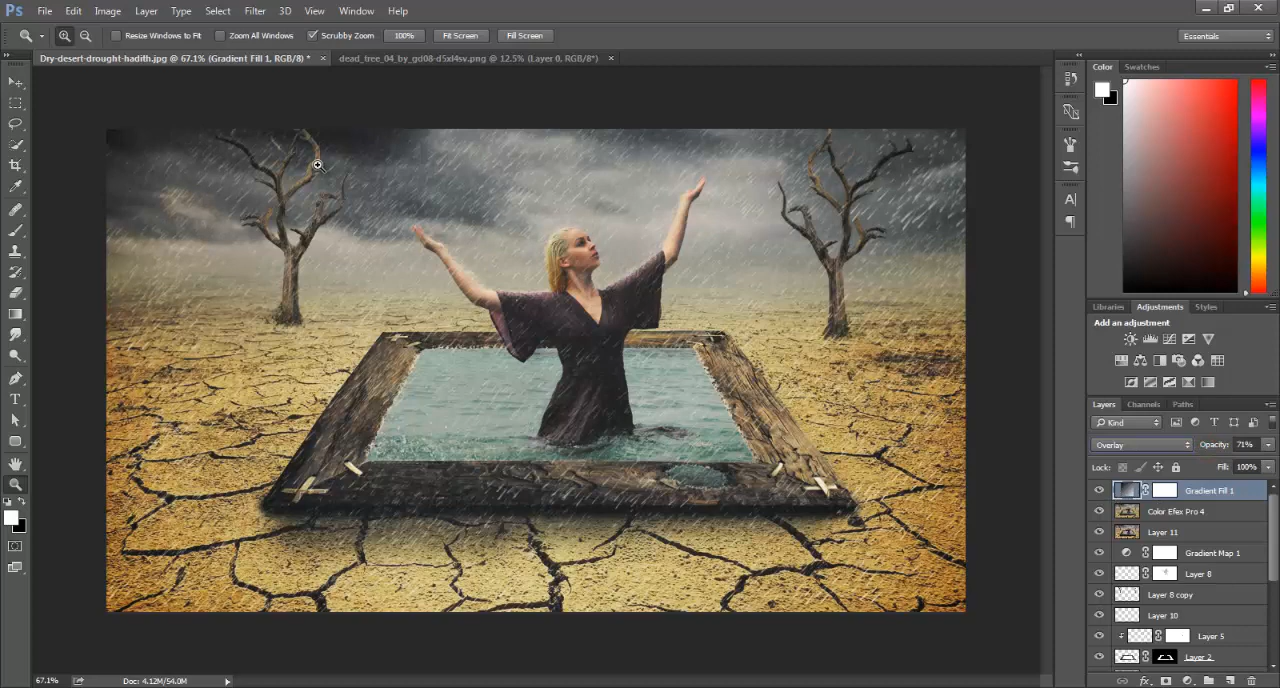 Ps File Edit Image Layer Type Select Filter 3D View Window Help
Resize Windows to Fit Zoom All Windows Scrubby Zoom 100% Fit Screen Fill Screen Essentials
Dry-desert-drought-hadith.jpg @ 67.1% (Gradient Fill 1, RGB/8) * × dead_tree_04_by_gd08-d5xl4sv.png @ 12.5% (Layer 0, RGB/8*) ×
Color Swatches
Libraries Adjustments Styles
Add an adjustment
Layers Channels Paths
Kind
Overlay Opacity: 71%
Lock: Fill: 100%
Gradient Fill 1
Color Efex Pro 4
Layer 11
Gradient Map 1
Layer 8
Layer 8 copy
Layer 10
Layer 5
Layer 2
67.1% Doc: 4.12M/54.0M